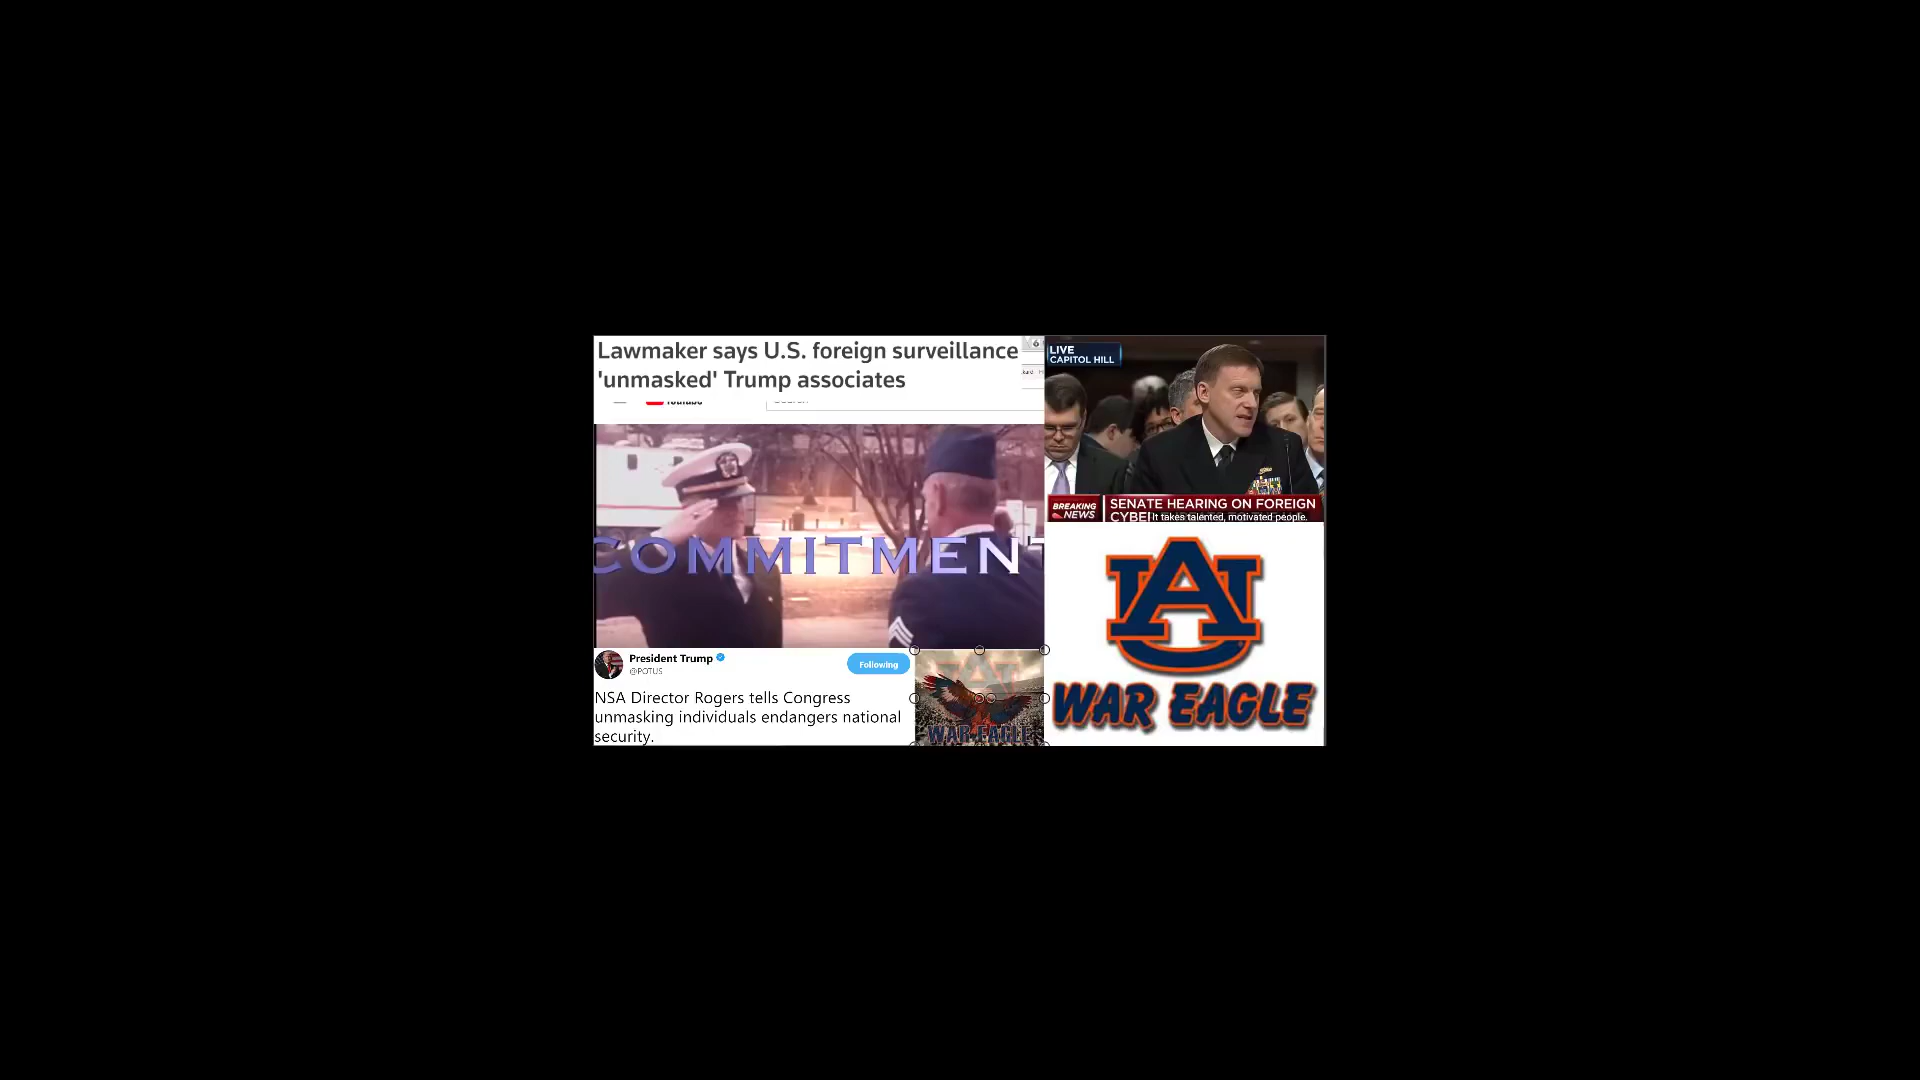 Lawmaker says U.S. foreign surveillance
'unmasked' Trump associates
YouTube
COMMITMENT
President Trump
@POTUS
Following
NSA Director Rogers tells Congress
unmasking individuals endangers national
security.
WAR EAGLE
LIVE
CAPITOL HILL
BREAKING
NEWS
SENATE HEARING ON FOREIGN
CYBE
It takes talented, motivated people.
AU
WAR EAGLE